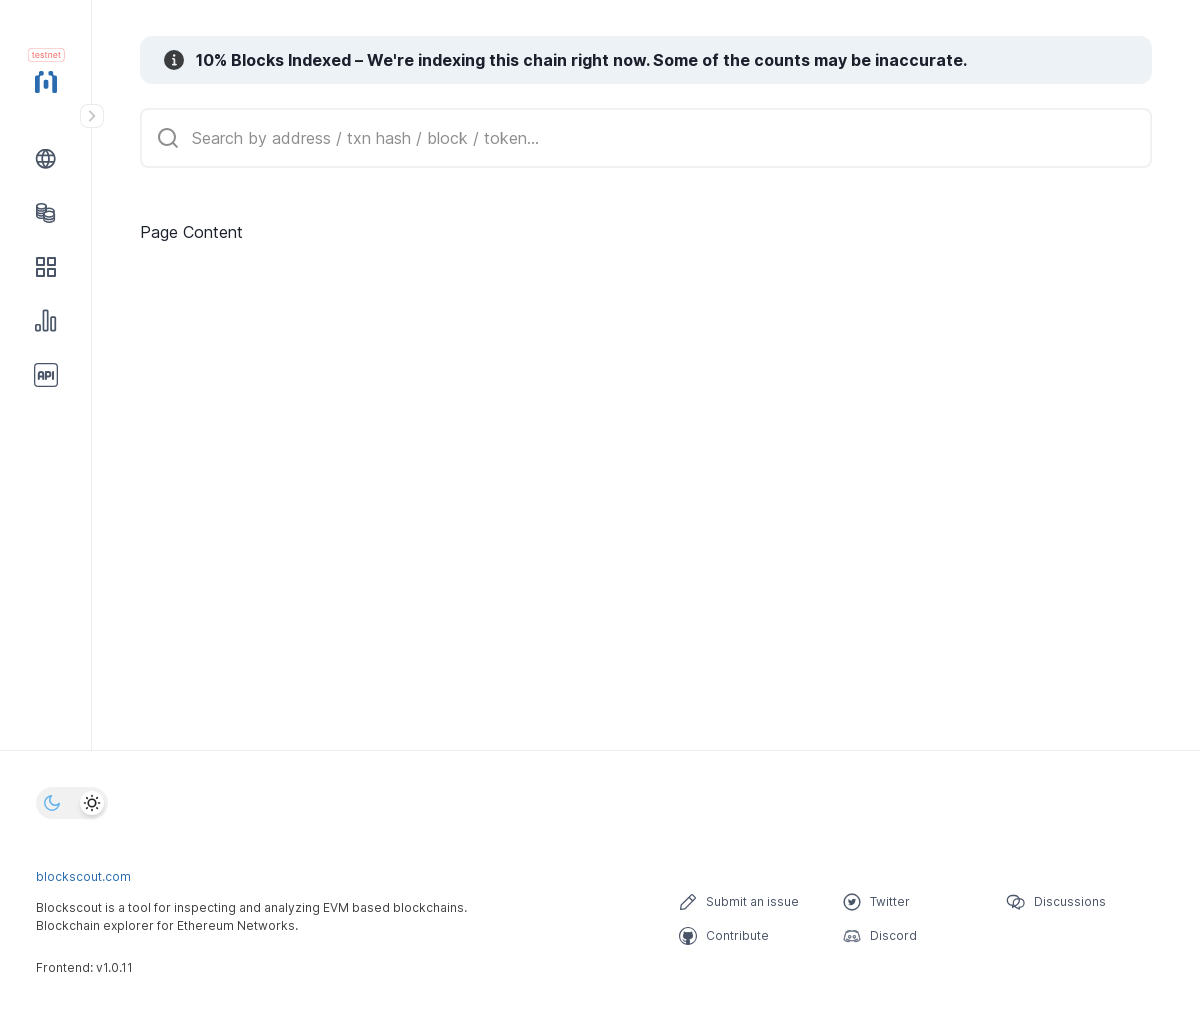 testnet
10% Blocks Indexed – We're indexing this chain right now. Some of the counts may be inaccurate.
Search by address / txn hash / block / token...
Page Content
API
blockscout.com
Blockscout is a tool for inspecting and analyzing EVM based blockchains.
Blockchain explorer for Ethereum Networks.
Frontend: v1.0.11
Submit an issue
Twitter
Discussions
Contribute
Discord